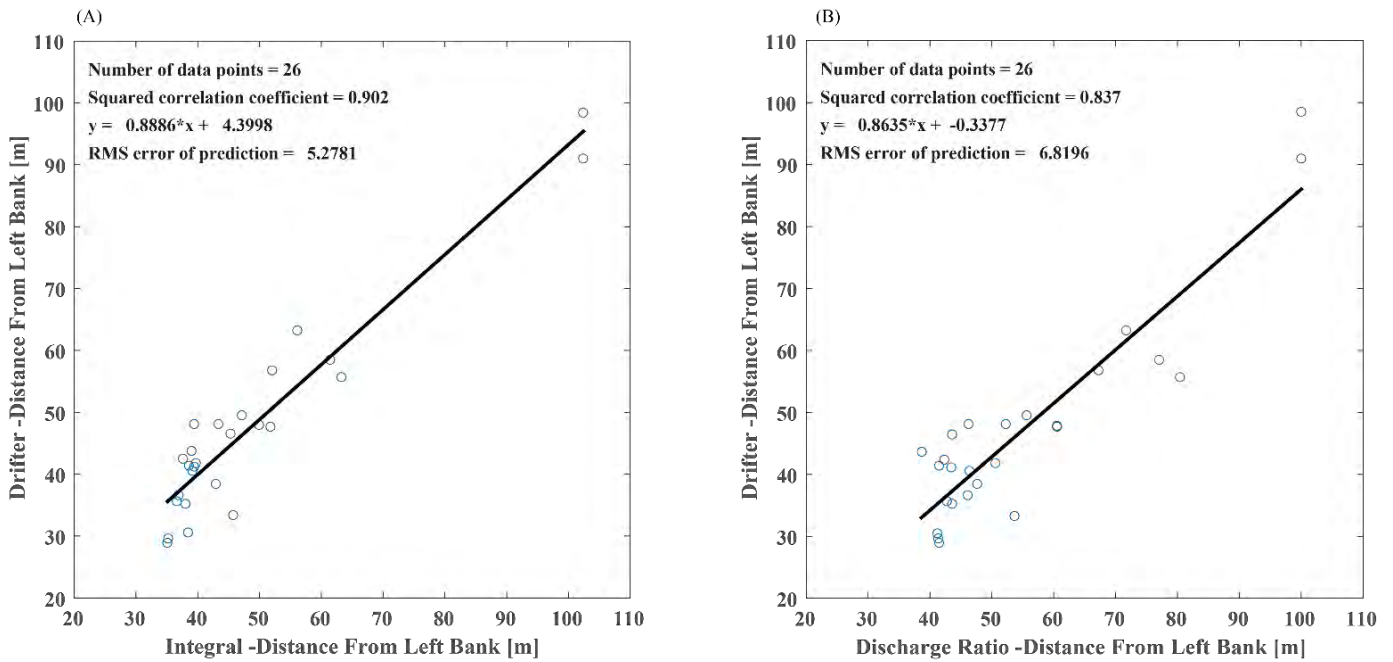 (A)
Number of data points = 26
Squared correlation coefficient = 0.902
y = 0.8886*x + 4.3998
RMS error of prediction = 5.2781
110
100
90
80
70
60
50
40
30
20
Drifter -Distance From Left Bank [m]
20 30 40 50 60 70 80 90 100 110
Integral -Distance From Left Bank [m]
(B)
Number of data points = 26
Squared correlation coefficient = 0.837
y = 0.8635*x + -0.3377
RMS error of prediction = 6.8196
110
100
90
80
70
60
50
40
30
20
Drifter -Distance From Left Bank [m]
20 30 40 50 60 70 80 90 100 110
Discharge Ratio -Distance From Left Bank [m]